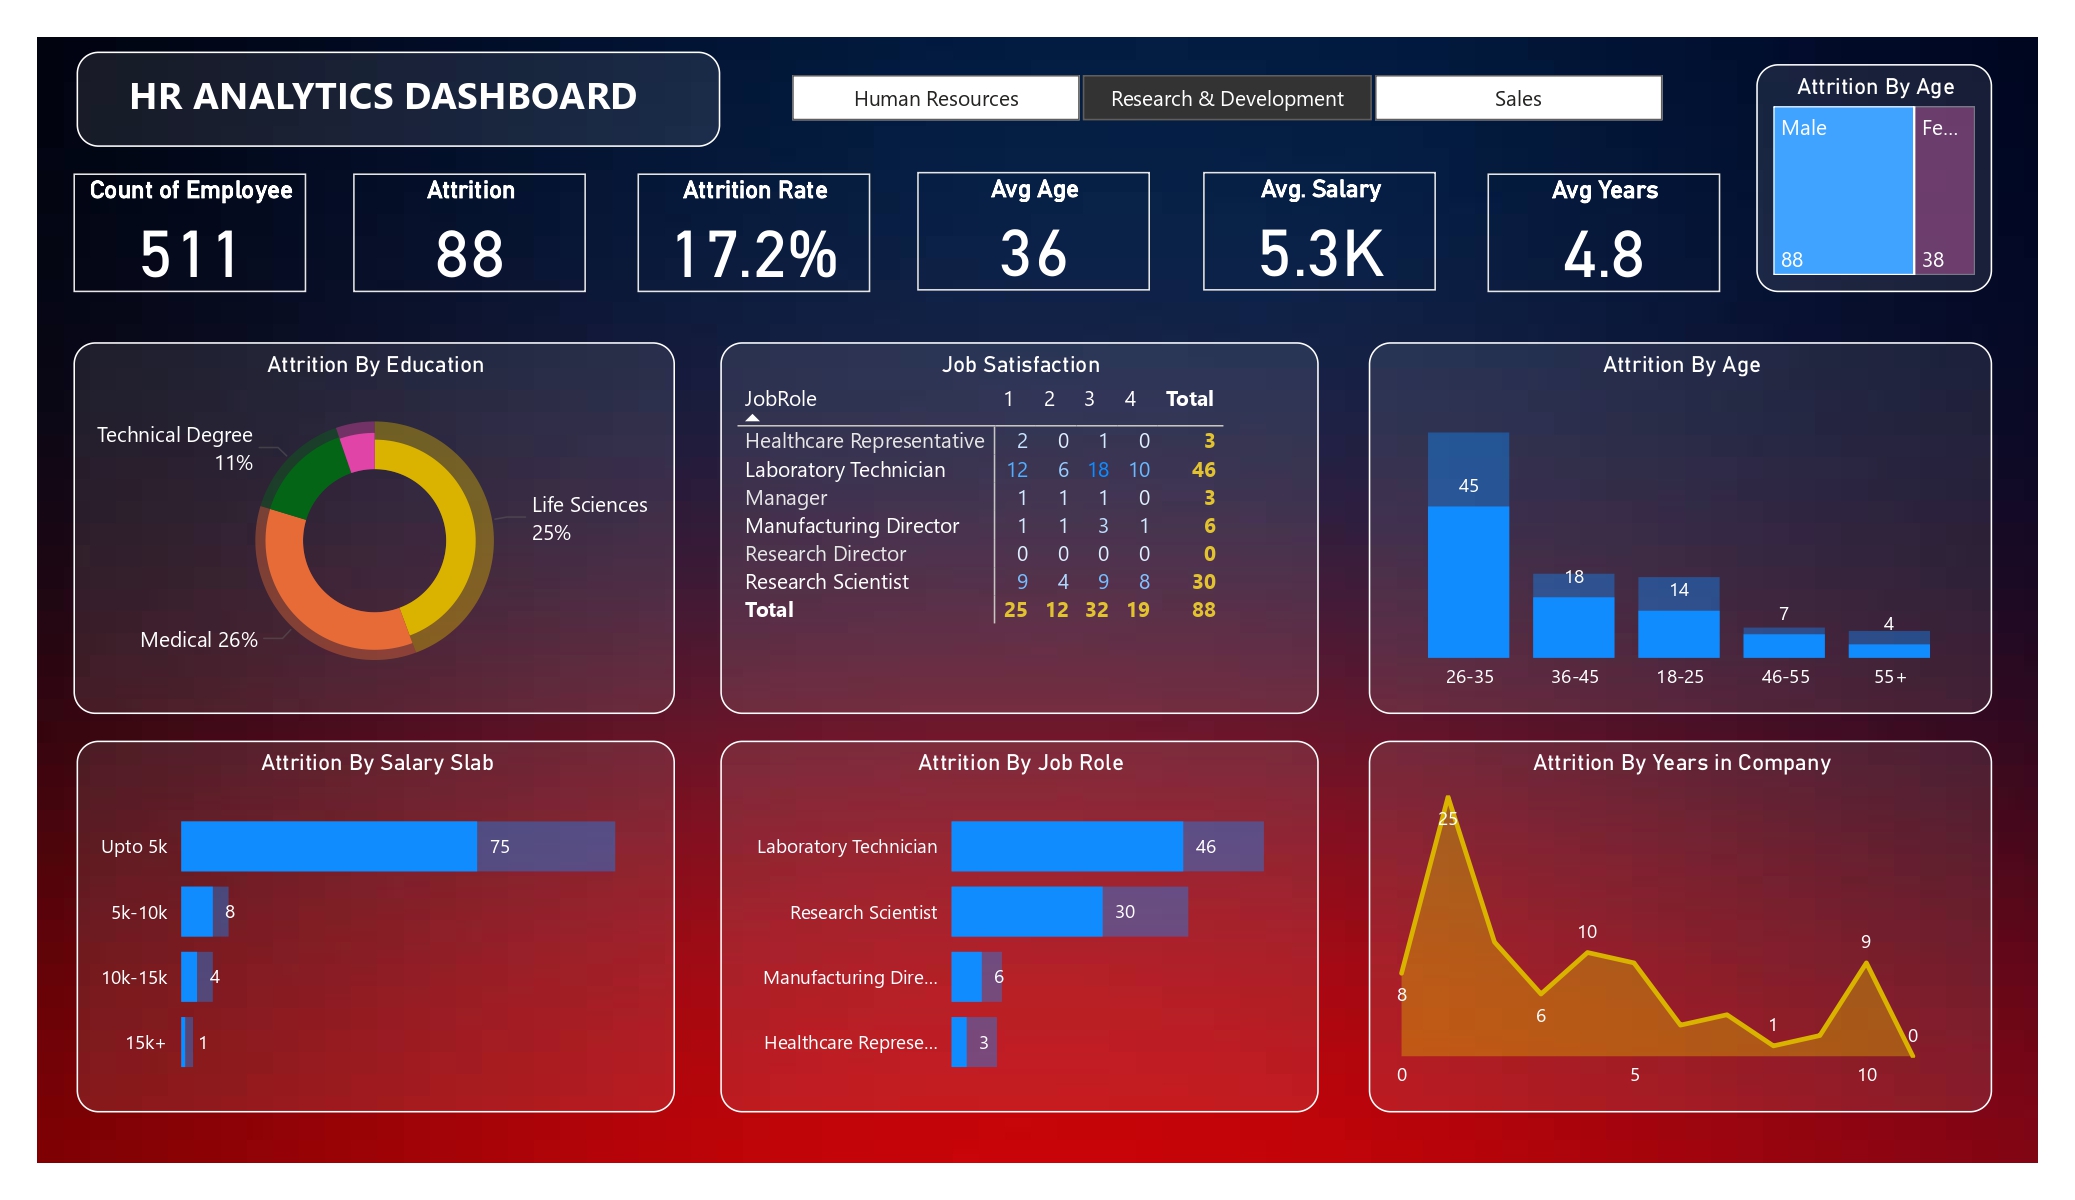 HR ANALYTICS DASHBOARD
Human Resources
Research & Development
Sales
Attrition By Age
Male
Fe...
88
38
Count of Employee
511
Attrition
88
Attrition Rate
17.2%
Avg Age
36
Avg. Salary
5.3K
Avg Years
4.8
Attrition By Education
Technical Degree
11%
Life Sciences
25%
Medical 26%
Job Satisfaction
JobRole 1 2 3 4 Total
Healthcare Representative 2 0 1 0 3
Laboratory Technician 12 6 18 10 46
Manager 1 1 1 0 3
Manufacturing Director 1 1 3 1 6
Research Director 0 0 0 0 0
Research Scientist 9 4 9 8 30
Total 25 12 32 19 88
Attrition By Age
45
18
14
7
4
26-35 36-45 18-25 46-55 55+
Attrition By Salary Slab
Upto 5k 75
5k-10k 8
10k-15k 4
15k+ 1
Attrition By Job Role
Laboratory Technician 46
Research Scientist 30
Manufacturing Dire... 6
Healthcare Represe... 3
Attrition By Years in Company
25
10
9
8
6
1
0
0 5 10